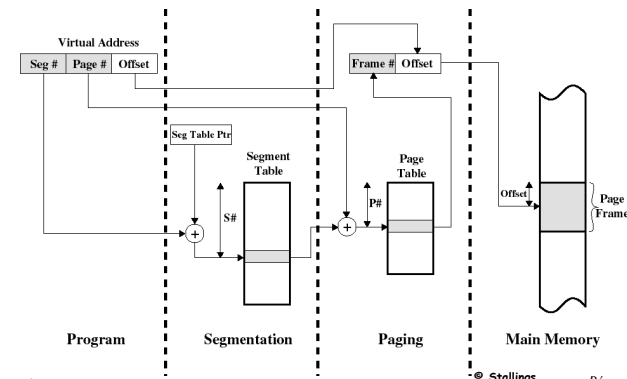 Virtual Address
Seg # Page # Offset
Frame # Offset
Seg Table Ptr
Segment
Table
Page
Table
S#
P#
Offset
Page
Frame
+
+
Program
Segmentation
Paging
Main Memory
© Stallings